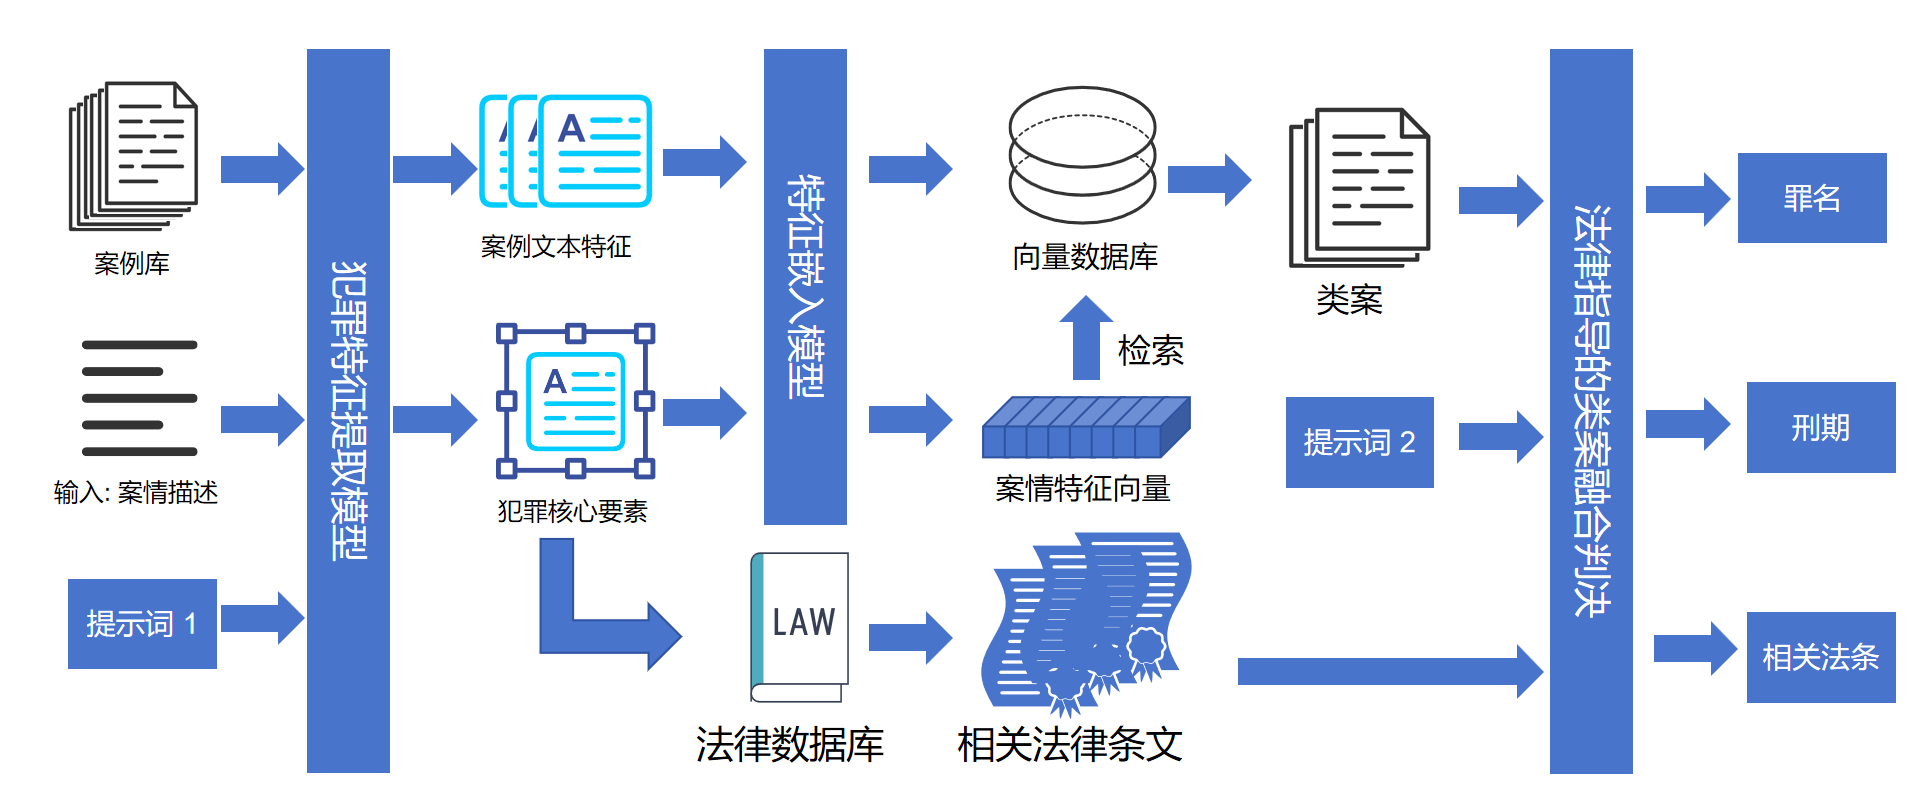 案例库
输入: 案情描述
提示词 1
犯罪特征提取模型
A
A
A
案例文本特征
A
犯罪核心要素
特征嵌入模型
LAW
法律数据库
向量数据库
检索
案情特征向量
相关法律条文
类案
提示词 2
法律指导的类案融合判决
罪名
刑期
相关法条